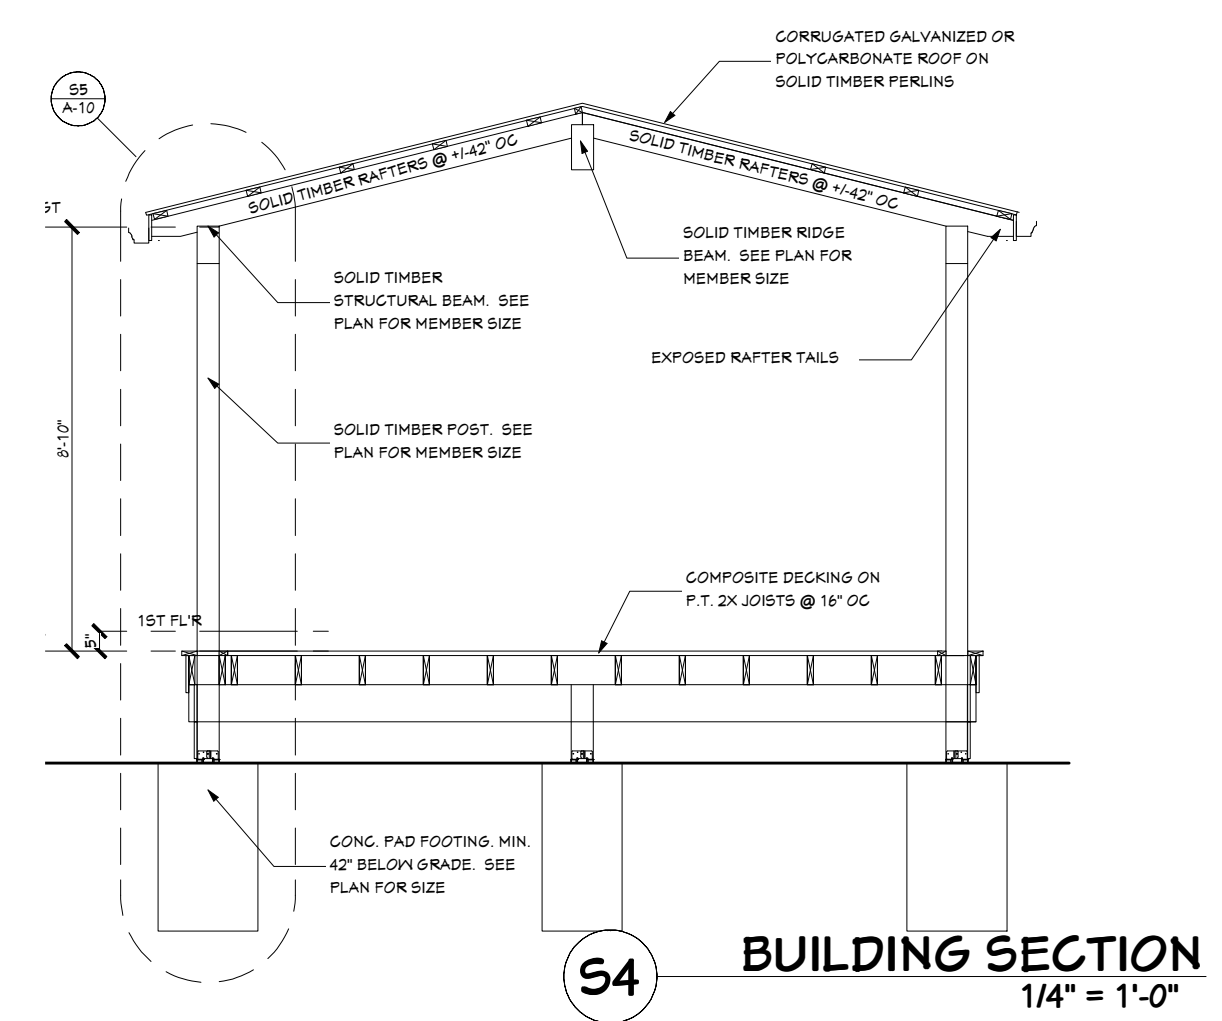 CORRUGATED GALVANIZED OR
POLYCARBONATE ROOF ON
SOLID TIMBER PERLINS
S5
A-10
SOLID TIMBER RAFTERS @ +/-42" OC
SOLID TIMBER RAFTERS @ +/-42" OC
ST
SOLID TIMBER RIDGE
BEAM. SEE PLAN FOR
MEMBER SIZE
SOLID TIMBER
STRUCTURAL BEAM. SEE
PLAN FOR MEMBER SIZE
EXPOSED RAFTER TAILS
8'-10"
SOLID TIMBER POST. SEE
PLAN FOR MEMBER SIZE
COMPOSITE DECKING ON
P.T. 2X JOISTS @ 16" OC
1ST FL'R
5"
CONC. PAD FOOTING. MIN.
42" BELOW GRADE. SEE
PLAN FOR SIZE
S4
BUILDING SECTION
1/4" = 1'-0"